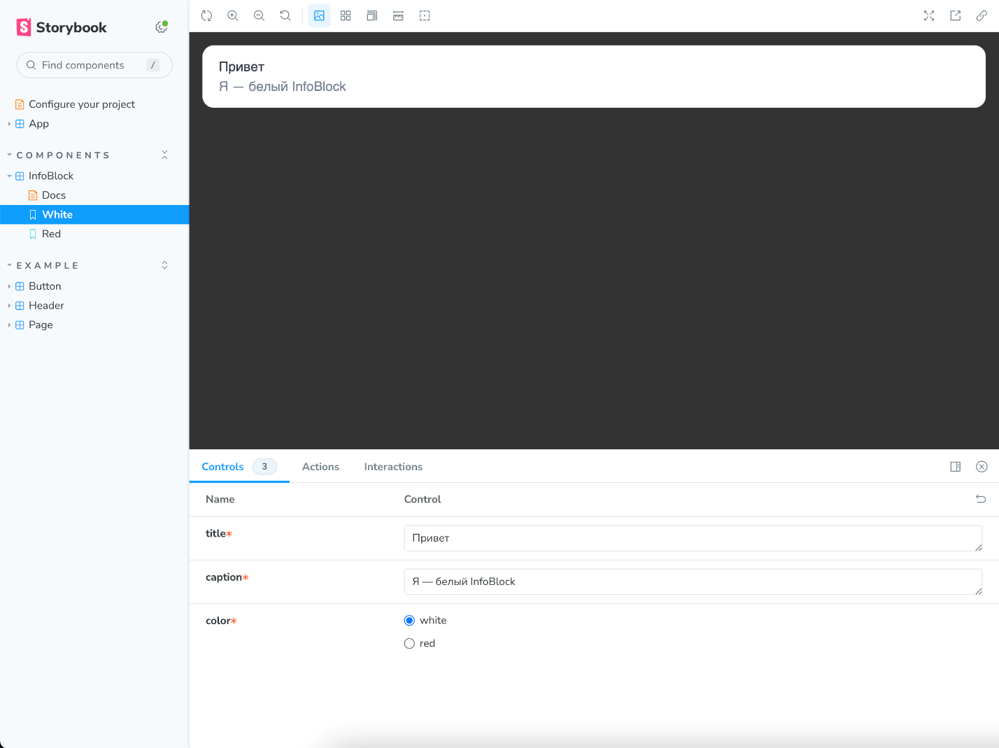 Storybook
Find components /
Configure your project
App
COMPONENTS
InfoBlock
Docs
White
Red
EXAMPLE
Button
Header
Page
Привет
Я — белый InfoBlock
Controls 3 Actions Interactions
Name Control
title* Привет
caption* Я — белый InfoBlock
color* white
red